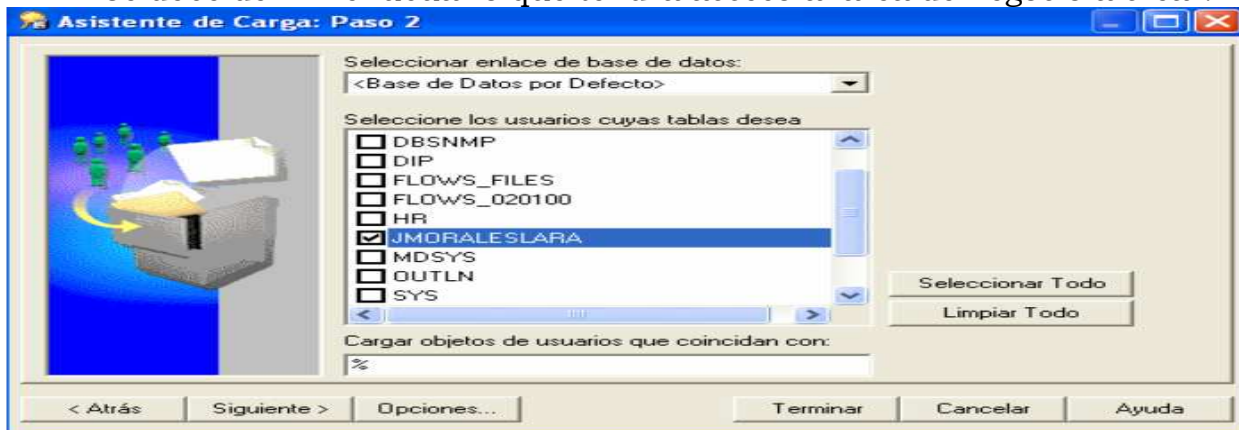 Asistente de Carga: Paso 2
Seleccionar enlace de base de datos:
<Base de Datos por Defecto>
Seleccione los usuarios cuyas tablas desea
DBSNMP
DIP
FLOWS_FILES
FLOWS_020100
HR
JMORALESLARA
MDSYS
OUTLN
SYS
Seleccionar Todo
Limpiar Todo
Cargar objetos de usuarios que coincidan con:
%
< Atrás
Siguiente >
Opciones...
Terminar
Cancelar
Ayuda